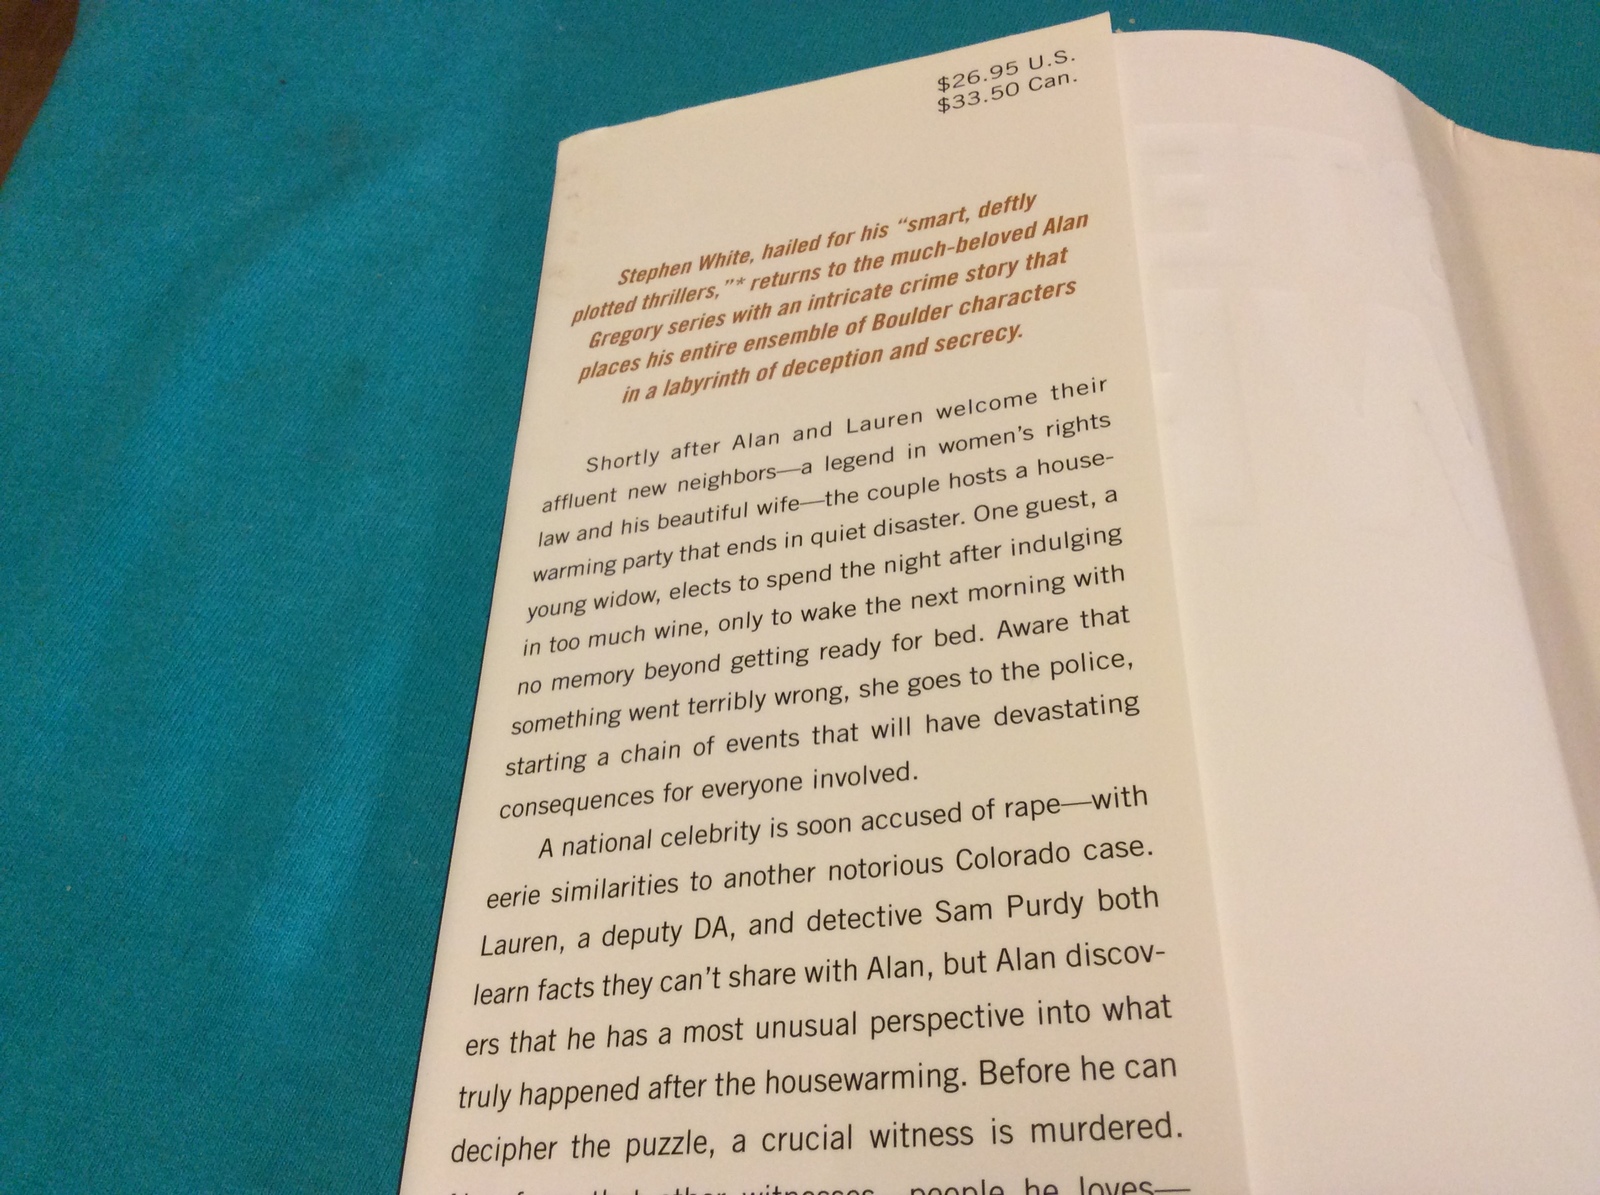 $26.95 U.S.
$33.50 Can.
Stephen White, hailed for his “smart, deftly
plotted thrillers,”* returns to the much-beloved Alan
Gregory series with an intricate crime story that
places his entire ensemble of Boulder characters
in a labyrinth of deception and secrecy.
Shortly after Alan and Lauren welcome their
affluent new neighbors—a legend in women’s rights
law and his beautiful wife—the couple hosts a house-
warming party that ends in quiet disaster. One guest, a
young widow, elects to spend the night after indulging
in too much wine, only to wake the next morning with
no memory beyond getting ready for bed. Aware that
something went terribly wrong, she goes to the police,
starting a chain of events that will have devastating
consequences for everyone involved.
A national celebrity is soon accused of rape—with
eerie similarities to another notorious Colorado case.
Lauren, a deputy DA, and detective Sam Purdy both
learn facts they can’t share with Alan, but Alan discov-
ers that he has a most unusual perspective into what
truly happened after the housewarming. Before he can
decipher the puzzle, a crucial witness is murdered.
that other witnesses people he loves—